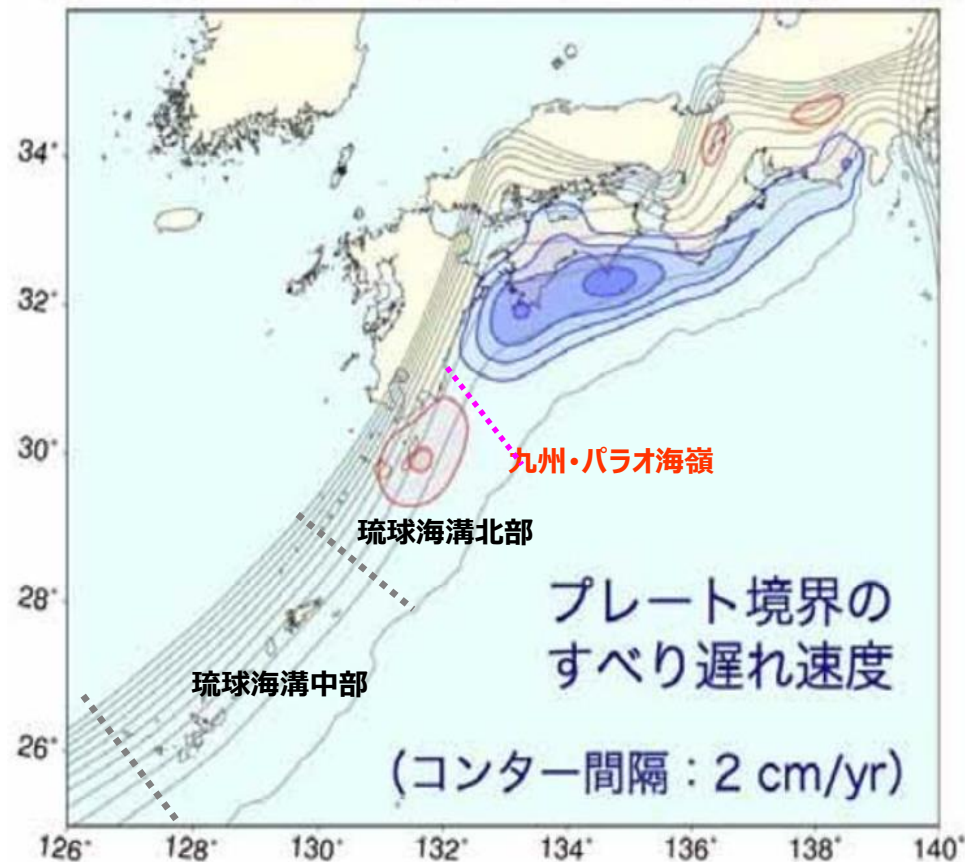 34°
32°
30°
28°
26°
九州・パラオ海嶺
琉球海溝北部
琉球海溝中部
プレート境界の
すべり遅れ速度
(コンター間隔：2 cm/yr)
126° 128° 130° 132° 134° 136° 138° 140°